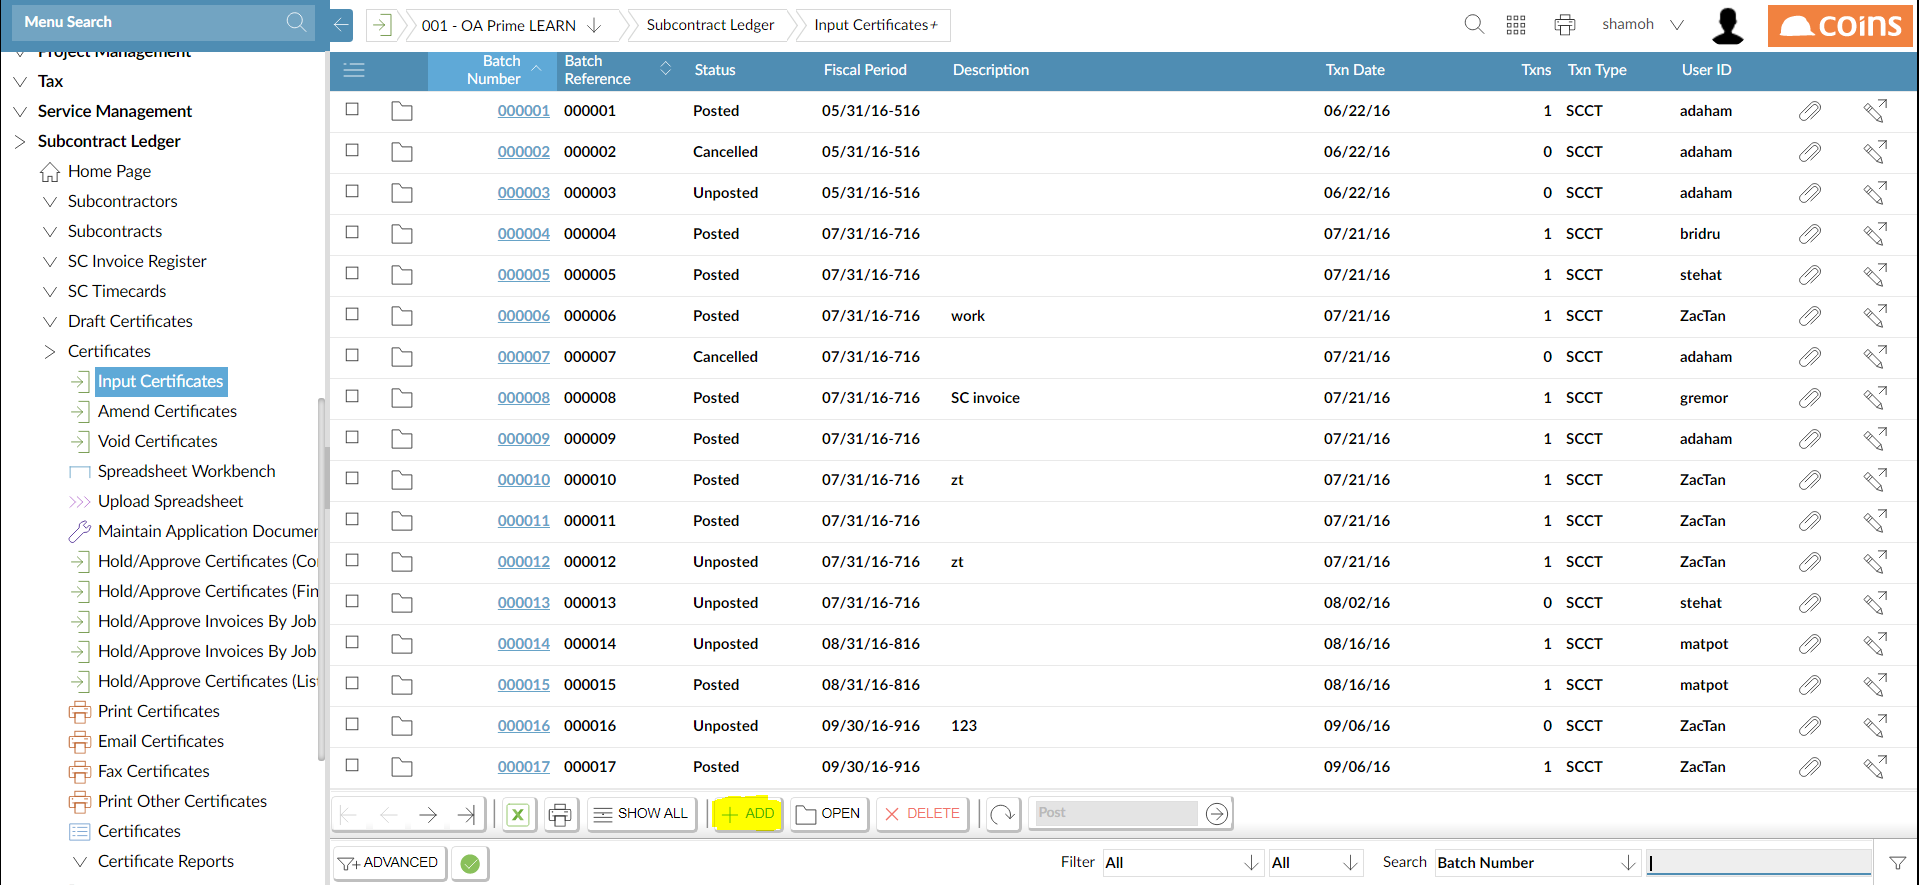 Menu Search
001 - OA Prime LEARN
Subcontract Ledger
Input Certificates+
shamoh
coins
Project Management
Tax
Service Management
Subcontract Ledger
Home Page
Subcontractors
Subcontracts
SC Invoice Register
SC Timecards
Draft Certificates
Certificates
Input Certificates
Amend Certificates
Void Certificates
Spreadsheet Workbench
Upload Spreadsheet
Maintain Application Documen
Hold/Approve Certificates (Co
Hold/Approve Certificates (Fin
Hold/Approve Invoices By Job
Hold/Approve Invoices By Job
Hold/Approve Certificates (Lis
Print Certificates
Email Certificates
Fax Certificates
Print Other Certificates
Certificates
Certificate Reports
Batch Number Batch Reference Status Fiscal Period Description Txn Date Txns Txn Type User ID
000001 000001 Posted 05/31/16-516 06/22/16 1 SCCT adaham
000002 000002 Cancelled 05/31/16-516 06/22/16 0 SCCT adaham
000003 000003 Unposted 05/31/16-516 06/22/16 0 SCCT adaham
000004 000004 Posted 07/31/16-716 07/21/16 1 SCCT bridru
000005 000005 Posted 07/31/16-716 07/21/16 1 SCCT stehat
000006 000006 Posted 07/31/16-716 work 07/21/16 1 SCCT ZacTan
000007 000007 Cancelled 07/31/16-716 07/21/16 0 SCCT adaham
000008 000008 Posted 07/31/16-716 SC invoice 07/21/16 1 SCCT gremor
000009 000009 Posted 07/31/16-716 07/21/16 1 SCCT adaham
000010 000010 Posted 07/31/16-716 zt 07/21/16 1 SCCT ZacTan
000011 000011 Posted 07/31/16-716 07/21/16 1 SCCT ZacTan
000012 000012 Unposted 07/31/16-716 zt 07/21/16 1 SCCT ZacTan
000013 000013 Unposted 07/31/16-716 08/02/16 0 SCCT stehat
000014 000014 Unposted 08/31/16-816 08/16/16 1 SCCT matpot
000015 000015 Posted 08/31/16-816 08/16/16 1 SCCT matpot
000016 000016 Unposted 09/30/16-916 123 09/06/16 0 SCCT ZacTan
000017 000017 Posted 09/30/16-916 09/06/16 1 SCCT ZacTan
SHOW ALL ADD OPEN DELETE Post
ADVANCED Filter All All Search Batch Number